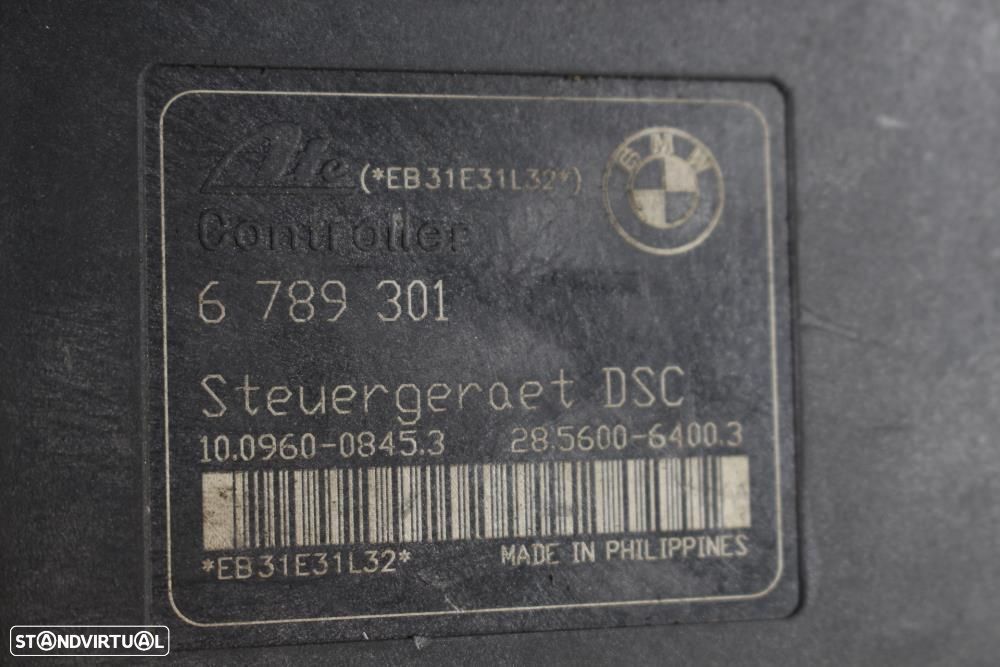 Ate (*EB31E31L32*)
BMW
Controller
6 789 301
Steuergeraet DSC
10.0960-0845.3 28.5600-6400.3
*EB31E31L32* MADE IN PHILIPPINES
STANDVIRTUAL